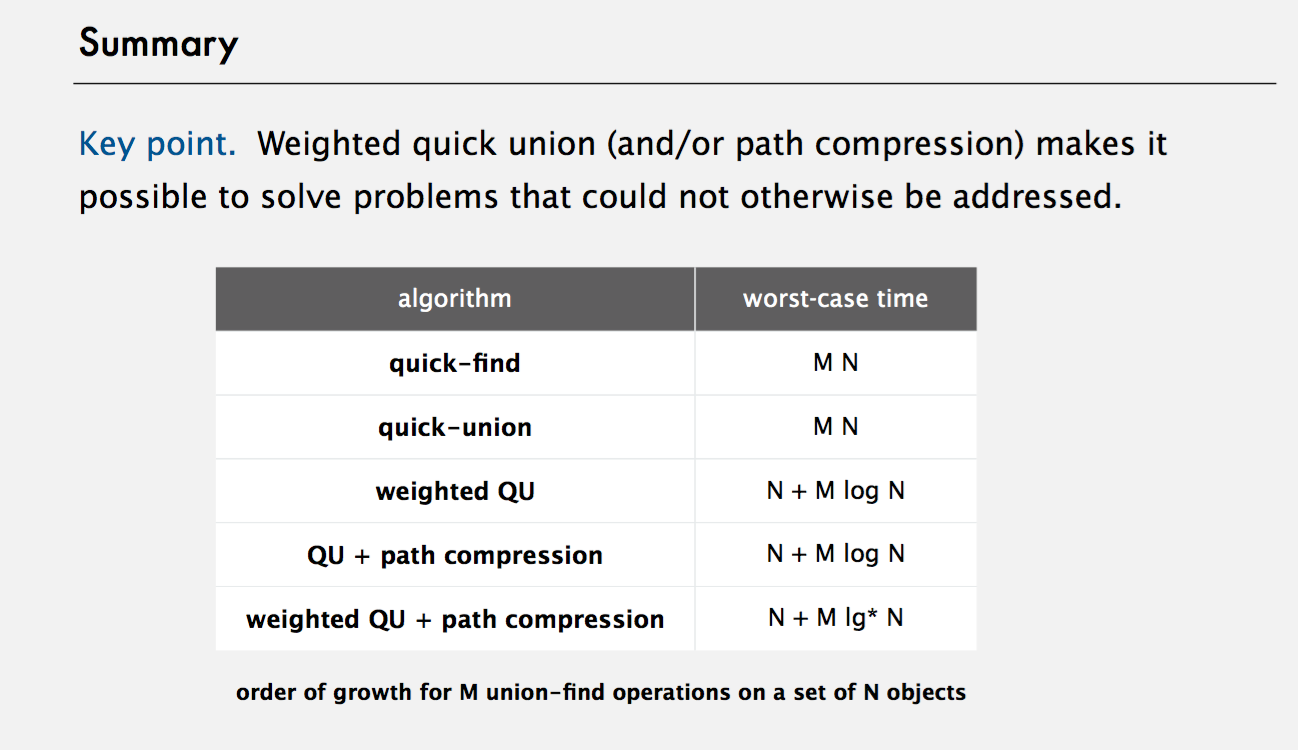 Summary
Key point. Weighted quick union (and/or path compression) makes it
possible to solve problems that could not otherwise be addressed.
algorithm worst-case time
quick-find M N
quick-union M N
weighted QU N + M log N
QU + path compression N + M log N
weighted QU + path compression N + M lg* N
order of growth for M union-find operations on a set of N objects